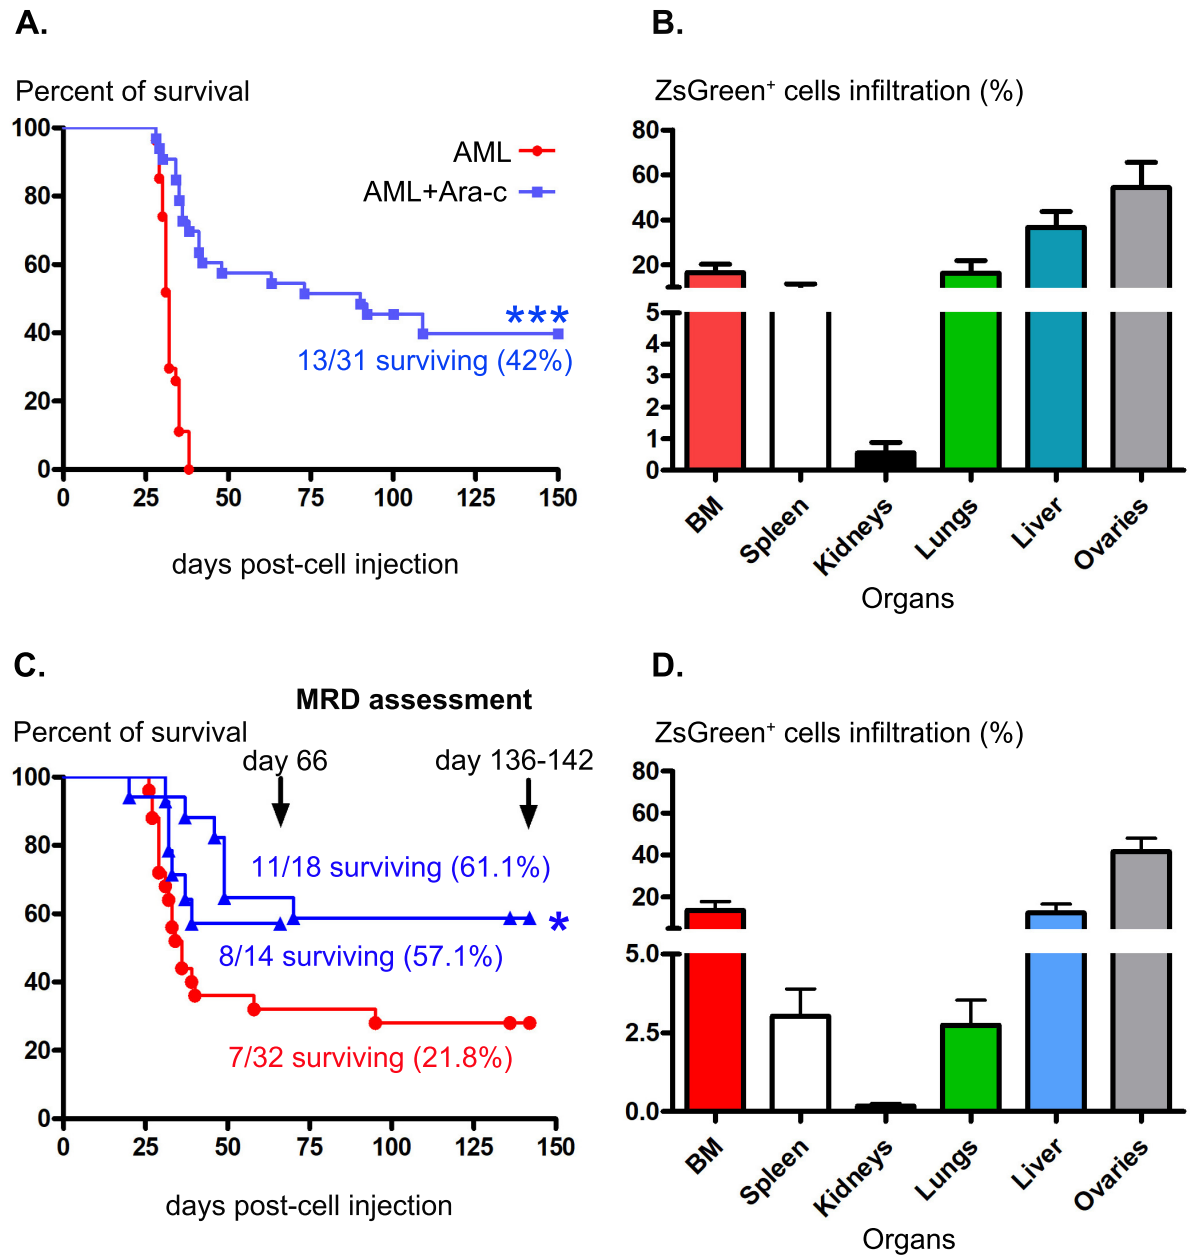 A.
Percent of survival
100
80
60
40
20
0
0 25 50 75 100 125 150
AML
AML+Ara-c
***
13/31 surviving (42%)
days post-cell injection
B.
ZsGreen+ cells infiltration (%)
80
60
40
20
5
4
3
2
1
0
BM Spleen Kidneys Lungs Liver Ovaries
Organs
C.
MRD assessment
Percent of survival
day 66 day 136-142
100
80
60
40
20
0
11/18 surviving (61.1%)
*
8/14 surviving (57.1%)
7/32 surviving (21.8%)
0 25 50 75 100 125 150
days post-cell injection
D.
ZsGreen+ cells infiltration (%)
80
60
40
20
5.0
2.5
0.0
BM Spleen Kidneys Lungs Liver Ovaries
Organs